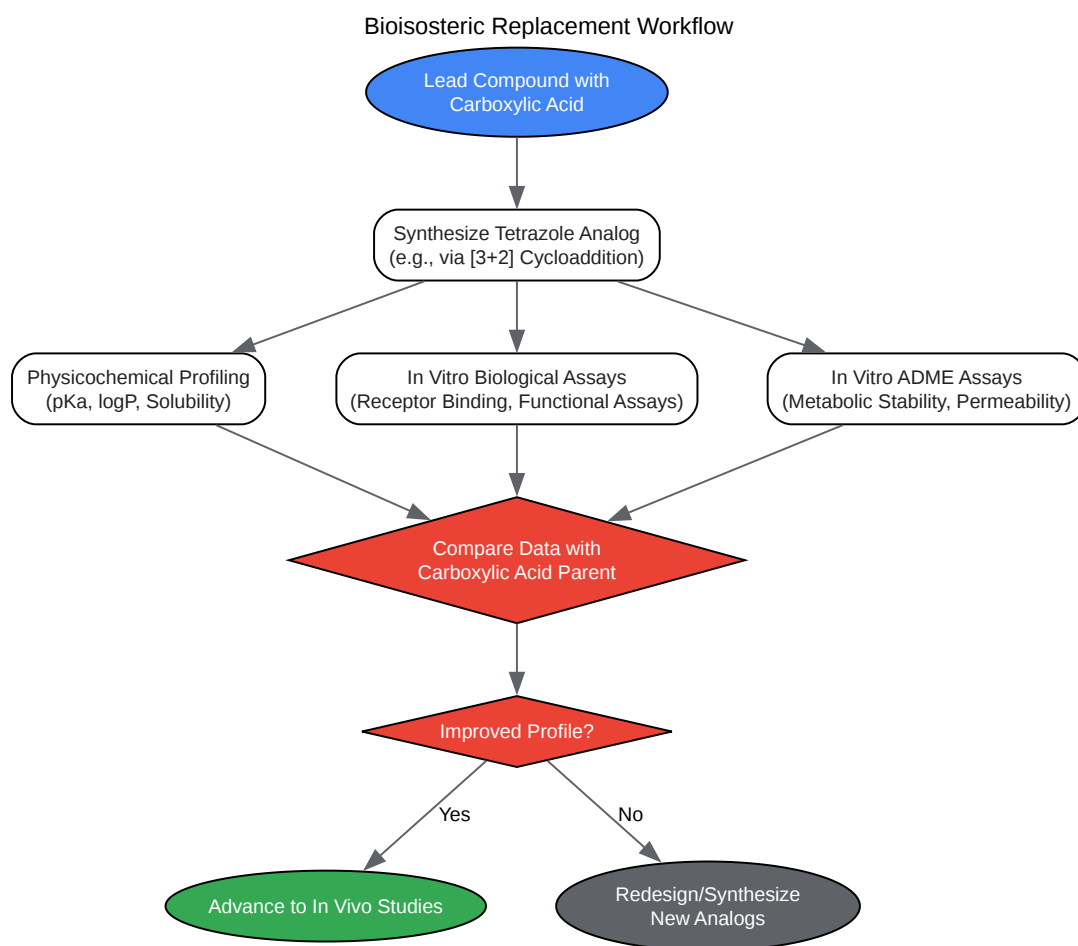 Bioisosteric Replacement Workflow
Lead Compound with
Carboxylic Acid
Synthesize Tetrazole Analog
(e.g., via [3+2] Cycloaddition)
Physicochemical Profiling
(pKa, logP, Solubility)
In Vitro Biological Assays
(Receptor Binding, Functional Assays)
In Vitro ADME Assays
(Metabolic Stability, Permeability)
Compare Data with
Carboxylic Acid Parent
Improved Profile?
Yes
No
Advance to In Vivo Studies
Redesign/Synthesize
New Analogs